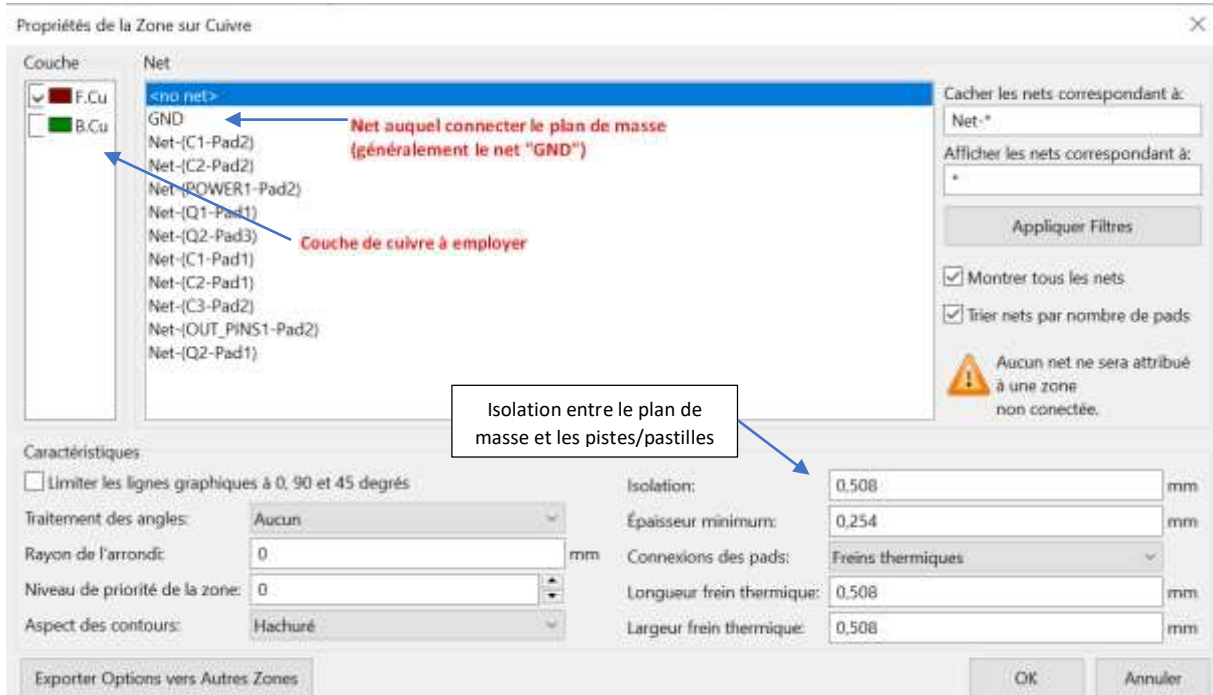 Propriétés de la Zone sur Cuivre
Couche
F.Cu
B.Cu
Net
<no net>
GND
Net-(C1-Pad2)
Net-(C2-Pad2)
Net-(POWER1-Pad2)
Net-(Q1-Pad1)
Net-(Q2-Pad3)
Net-(C1-Pad1)
Net-(C2-Pad1)
Net-(C3-Pad2)
Net-(OUT_PINS1-Pad2)
Net-(Q2-Pad1)
Net auquel connecter le plan de masse
(généralement le net "GND")
Couche de cuivre à employer
Cacher les nets correspondant à:
Net-*
Afficher les nets correspondant à:
*
Appliquer Filtres
Montrer tous les nets
Trier nets par nombre de pads
Aucun net ne sera attribué
à une zone
non conectée.
Isolation entre le plan de
masse et les pistes/pastilles
Caractéristiques
Limiter les lignes graphiques à 0, 90 et 45 degrés
Traitement des angles: Aucun
Rayon de l'arrondi: 0 mm
Niveau de priorité de la zone: 0
Aspect des contours: Hachuré
Isolation: 0,508 mm
Épaisseur minimum: 0,254 mm
Connexions des pads: Freins thermiques
Longueur frein thermique: 0,508 mm
Largeur frein thermique: 0,508 mm
Exporter Options vers Autres Zones
OK
Annuler